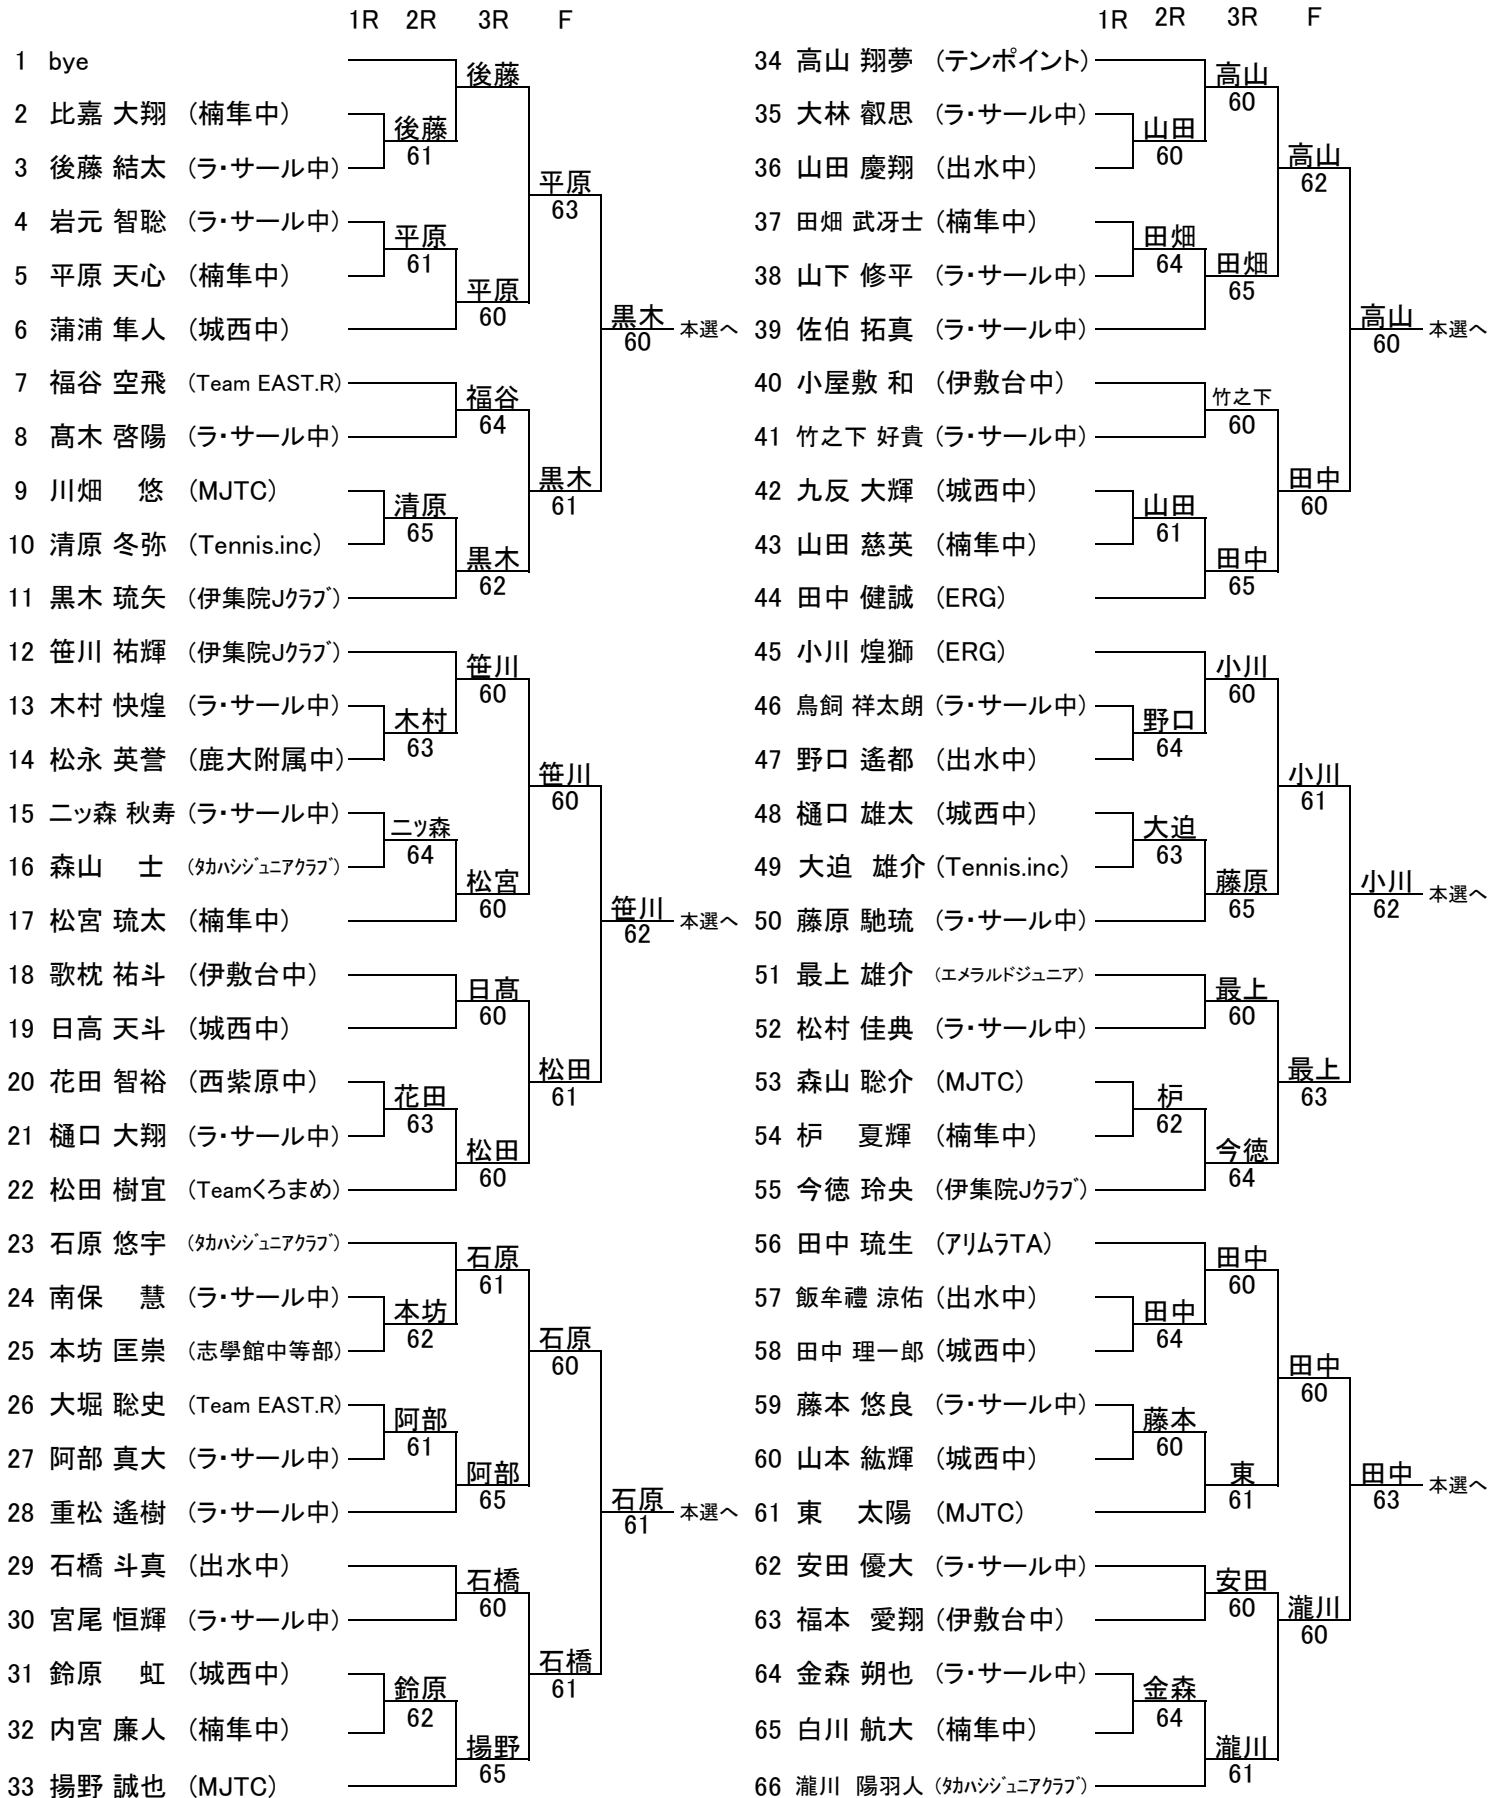 1R 2R 3R F
1 bye
後藤
2 比嘉 大翔 (楠隼中)
後藤
61
3 後藤 結太 (ラ・サール中)
平原
63
4 岩元 智聡 (ラ・サール中)
平原
61
5 平原 天心 (楠隼中)
平原
60
6 蒲浦 隼人 (城西中)
黒木
60
本選へ
7 福谷 空飛 (Team EAST.R)
福谷
64
8 髙木 啓陽 (ラ・サール中)
黒木
61
9 川畑 悠 (MJTC)
清原
65
10 清原 冬弥 (Tennis.inc)
黒木
62
11 黒木 琉矢 (伊集院Jクラブ)
12 笹川 祐輝 (伊集院Jクラブ)
笹川
60
13 木村 快煌 (ラ・サール中)
木村
63
14 松永 英誉 (鹿大附属中)
笹川
60
15 二ッ森 秋寿 (ラ・サール中)
二ッ森
64
16 森山 士 (タカハシジュニアクラブ)
松宮
60
17 松宮 琉太 (楠隼中)
笹川
62
本選へ
18 歌枕 祐斗 (伊敷台中)
日髙
60
19 日高 天斗 (城西中)
松田
61
20 花田 智裕 (西紫原中)
花田
63
21 樋口 大翔 (ラ・サール中)
松田
60
22 松田 樹宜 (Teamくろまめ)
23 石原 悠宇 (タカハシジュニアクラブ)
石原
61
24 南保 慧 (ラ・サール中)
本坊
62
25 本坊 匡崇 (志學館中等部)
石原
60
26 大堀 聡史 (Team EAST.R)
阿部
61
27 阿部 真大 (ラ・サール中)
阿部
65
28 重松 遙樹 (ラ・サール中)
石原
61
本選へ
29 石橋 斗真 (出水中)
石橋
60
30 宮尾 恒輝 (ラ・サール中)
石橋
61
31 鈴原 虹 (城西中)
鈴原
62
32 内宮 廉人 (楠隼中)
揚野
65
33 揚野 誠也 (MJTC)
1R 2R 3R F
34 高山 翔夢 (テンポイント)
高山
60
35 大林 叡思 (ラ・サール中)
山田
60
36 山田 慶翔 (出水中)
高山
62
37 田畑 武冴士 (楠隼中)
田畑
64
38 山下 修平 (ラ・サール中)
田畑
65
39 佐伯 拓真 (ラ・サール中)
高山
60
本選へ
40 小屋敷 和 (伊敷台中)
竹之下
60
41 竹之下 好貴 (ラ・サール中)
田中
60
42 九反 大輝 (城西中)
山田
61
43 山田 慈英 (楠隼中)
田中
65
44 田中 健誠 (ERG)
45 小川 煌獅 (ERG)
小川
60
46 鳥飼 祥太朗 (ラ・サール中)
野口
64
47 野口 遙都 (出水中)
小川
61
48 樋口 雄太 (城西中)
大迫
63
49 大迫 雄介 (Tennis.inc)
藤原
65
50 藤原 馳琉 (ラ・サール中)
小川
62
本選へ
51 最上 雄介 (エメラルドジュニア)
最上
60
52 松村 佳典 (ラ・サール中)
最上
63
53 森山 聡介 (MJTC)
枦
62
54 枦 夏輝 (楠隼中)
今徳
64
55 今徳 玲央 (伊集院Jクラブ)
56 田中 琉生 (アリムラTA)
田中
60
57 飯牟禮 涼佑 (出水中)
田中
64
58 田中 理一郎 (城西中)
田中
60
59 藤本 悠良 (ラ・サール中)
藤本
60
60 山本 紘輝 (城西中)
東
61
61 東 太陽 (MJTC)
田中
63
本選へ
62 安田 優大 (ラ・サール中)
安田
60
63 福本 愛翔 (伊敷台中)
瀧川
60
64 金森 朔也 (ラ・サール中)
金森
64
65 白川 航大 (楠隼中)
瀧川
61
66 瀧川 陽羽人 (タカハシジュニアクラブ)